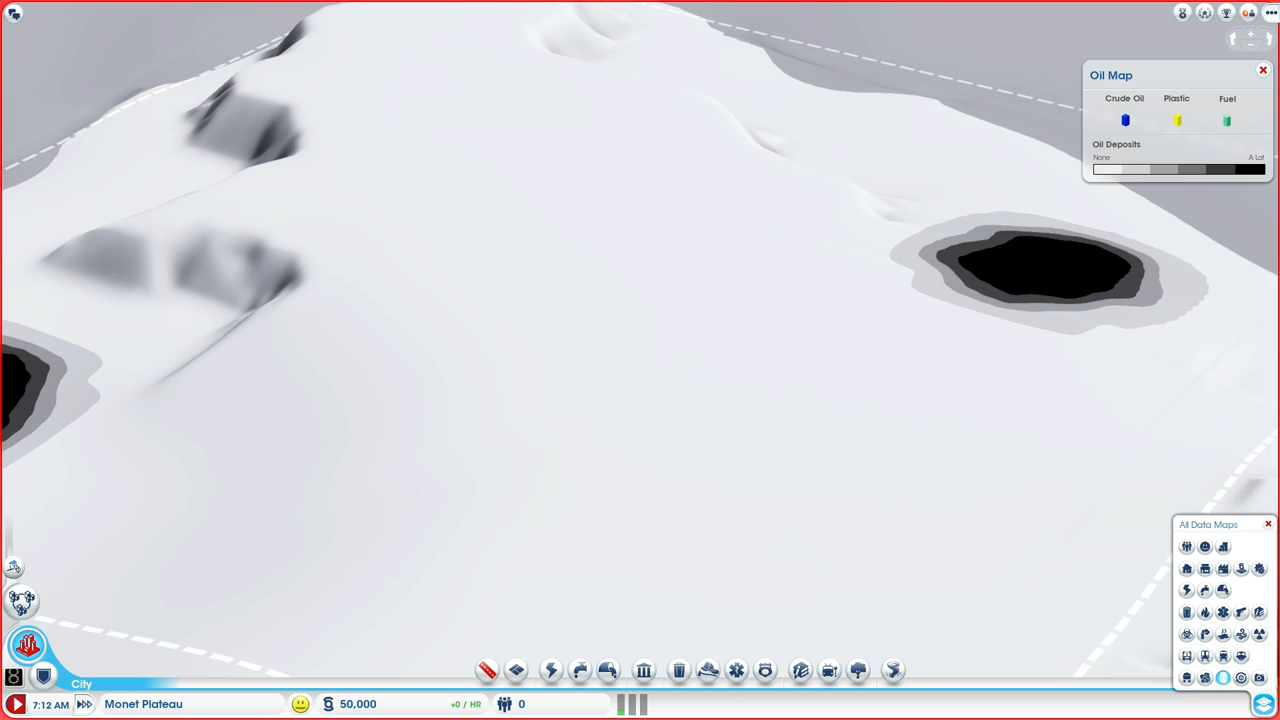 Oil Map
Crude Oil Plastic Fuel
Oil Deposits
None A Lot
All Data Maps
City
7:12 AM Monet Plateau 50,000 +0 / HR 0